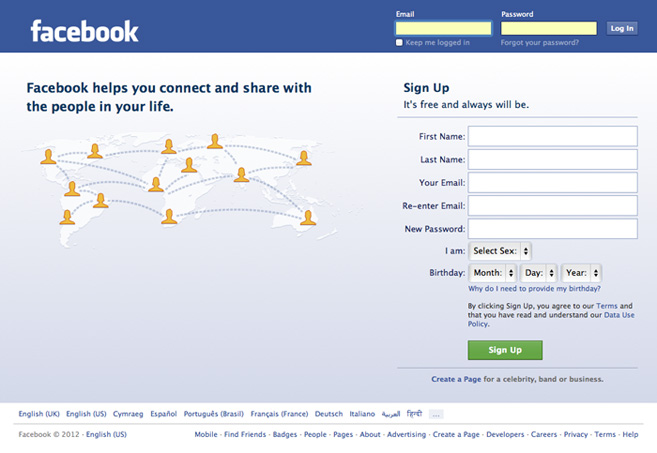 facebook
Email
Password
Log In
Keep me logged in
Forgot your password?
Facebook helps you connect and share with
the people in your life.
Sign Up
It's free and always will be.
First Name:
Last Name:
Your Email:
Re-enter Email:
New Password:
I am: Select Sex:
Birthday: Month: Day: Year:
Why do I need to provide my birthday?
By clicking Sign Up, you agree to our Terms and
that you have read and understand our Data Use
Policy.
Sign Up
Create a Page for a celebrity, band or business.
English (UK) English (US) Cymraeg Español Português (Brasil) Français (France) Deutsch Italiano العربية हिन्दी ...
Facebook © 2012 · English (US)
Mobile · Find Friends · Badges · People · Pages · About · Advertising · Create a Page · Developers · Careers · Privacy · Terms · Help